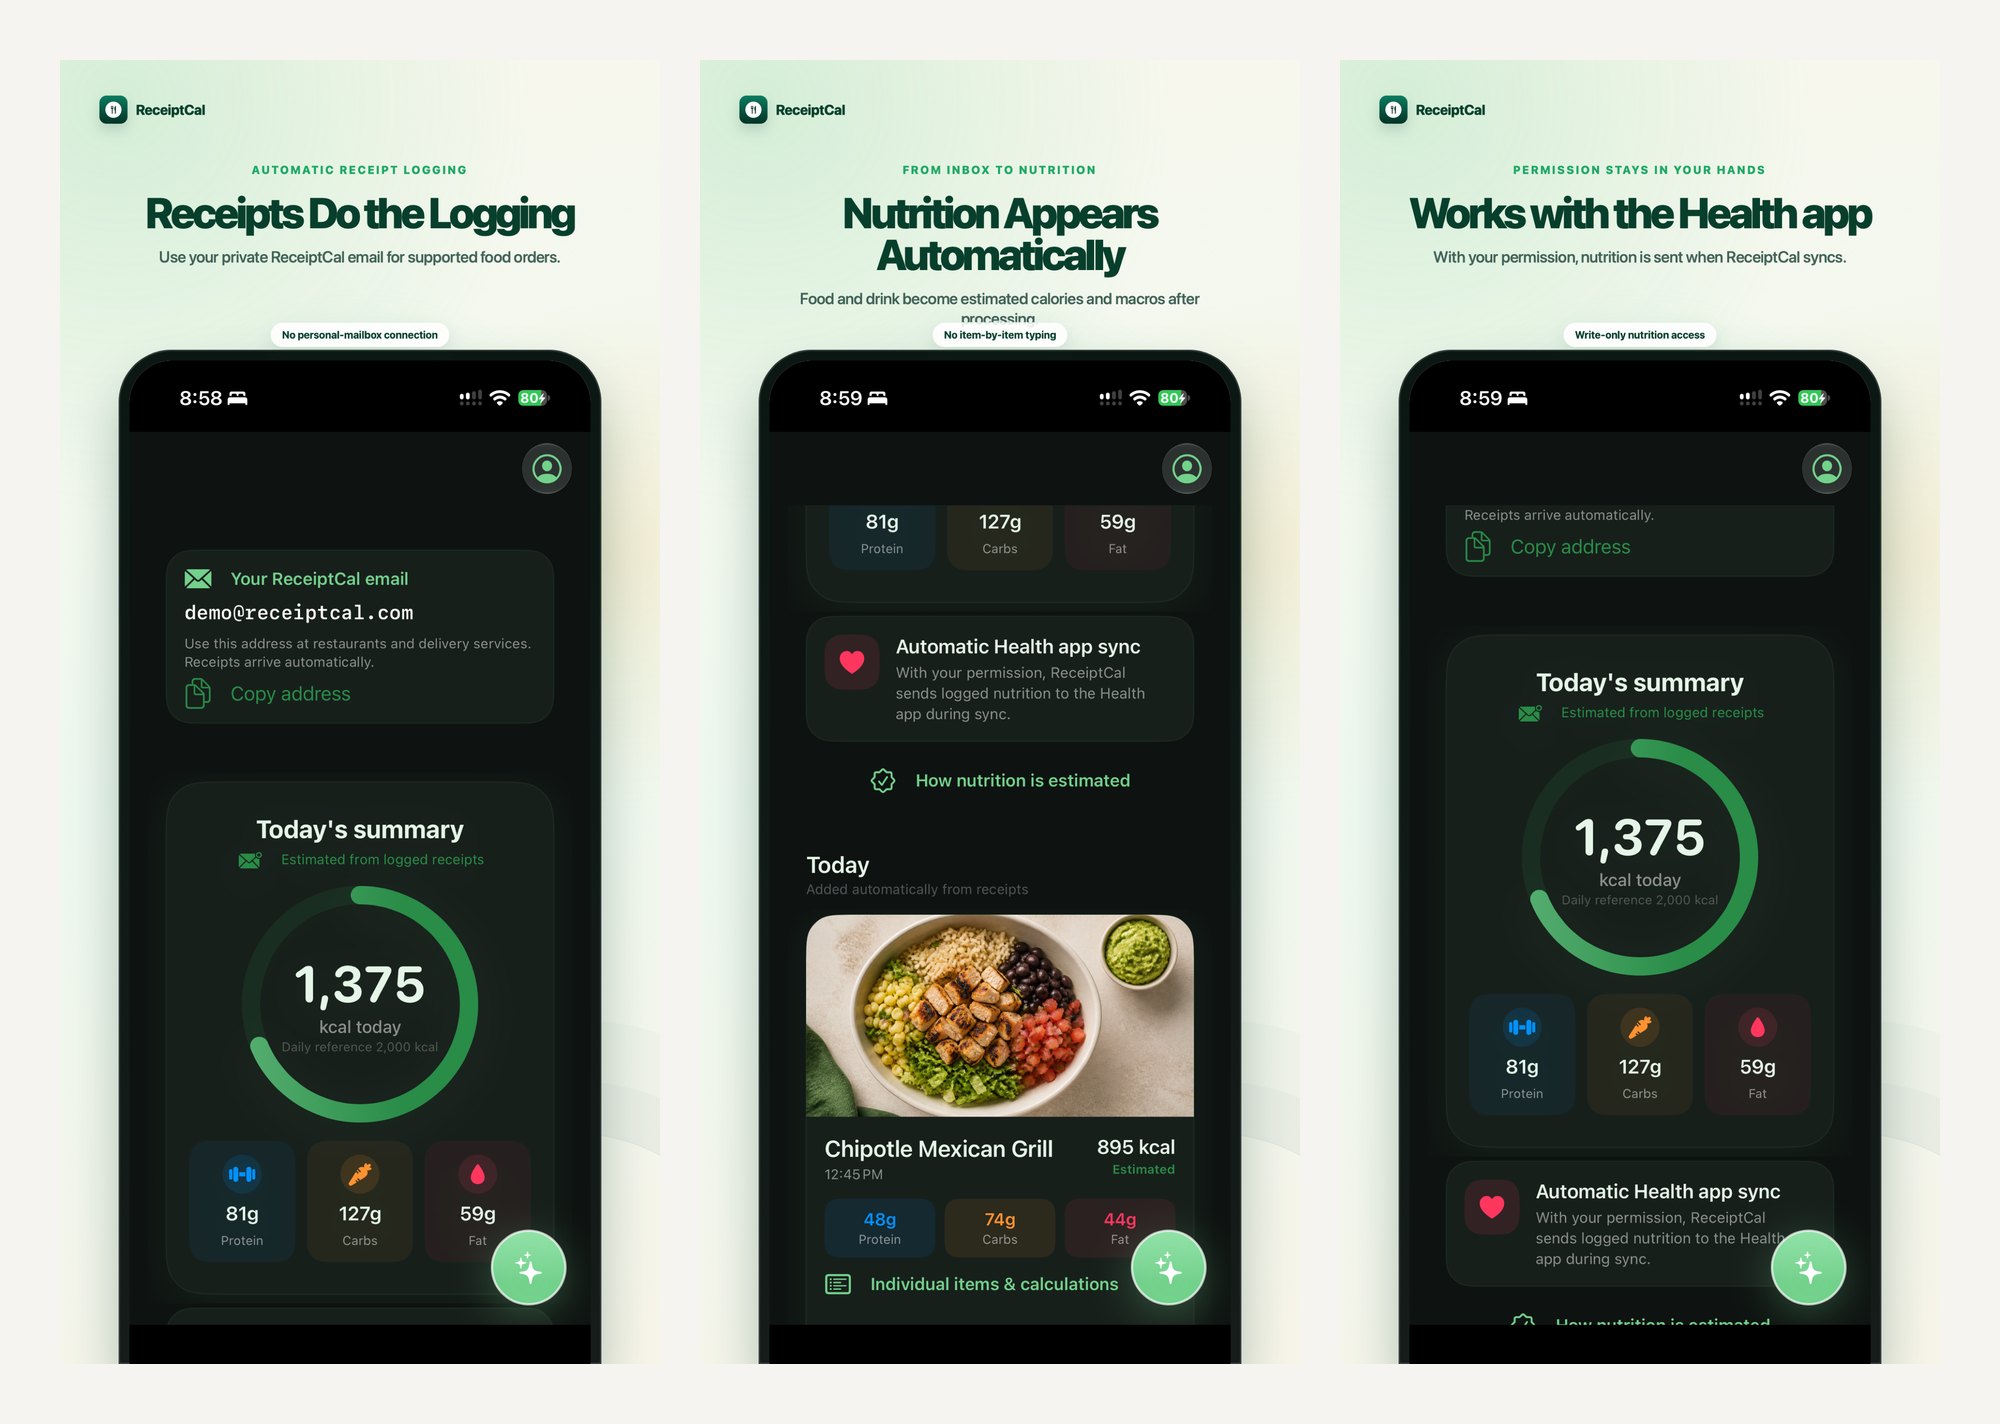 ReceiptCal
AUTOMATIC RECEIPT LOGGING
Receipts Do the Logging
Use your private ReceiptCal email for supported food orders.
No personal-mailbox connection
8:58
80
Your ReceiptCal email
demo@receiptcal.com
Use this address at restaurants and delivery services.
Receipts arrive automatically.
Copy address
Today's summary
Estimated from logged receipts
1,375
kcal today
Daily reference 2,000 kcal
81g
Protein
127g
Carbs
59g
Fat
ReceiptCal
FROM INBOX TO NUTRITION
Nutrition Appears
Automatically
Food and drink become estimated calories and macros after
processing.
No item-by-item typing
8:59
80
81g
Protein
127g
Carbs
59g
Fat
Automatic Health app sync
With your permission, ReceiptCal
sends logged nutrition to the Health
app during sync.
How nutrition is estimated
Today
Added automatically from receipts
Chipotle Mexican Grill
895 kcal
12:45 PM
Estimated
48g
Protein
74g
Carbs
44g
Fat
Individual items & calculations
ReceiptCal
PERMISSION STAYS IN YOUR HANDS
Works with the Health app
With your permission, nutrition is sent when ReceiptCal syncs.
Write-only nutrition access
8:59
80
Receipts arrive automatically.
Copy address
Today's summary
Estimated from logged receipts
1,375
kcal today
Daily reference 2,000 kcal
81g
Protein
127g
Carbs
59g
Fat
Automatic Health app sync
With your permission, ReceiptCal
sends logged nutrition to the Health
app during sync.
How nutrition is estimated